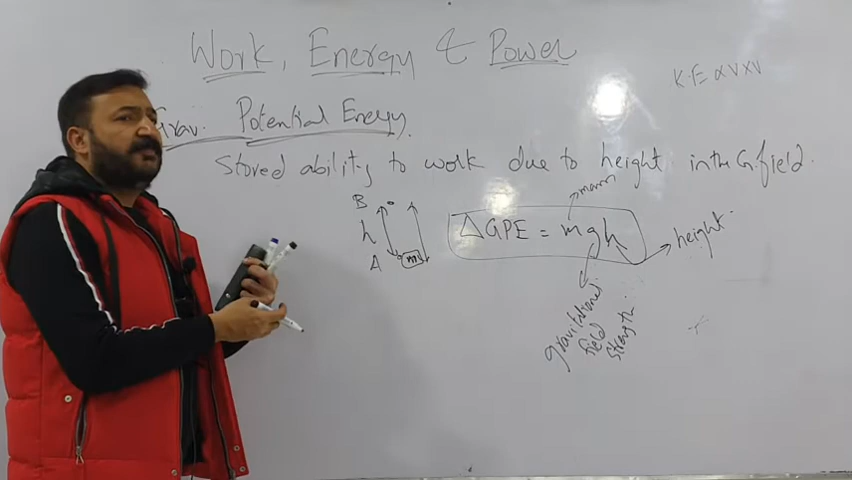 Work, Energy & Power
K.E ∝ V x V
Grav. Potential Energy.
Stored ability to work due to height in the G.field.
B
h
A
m
mass
ΔGPE = mgh
height
gravitational
field
strength